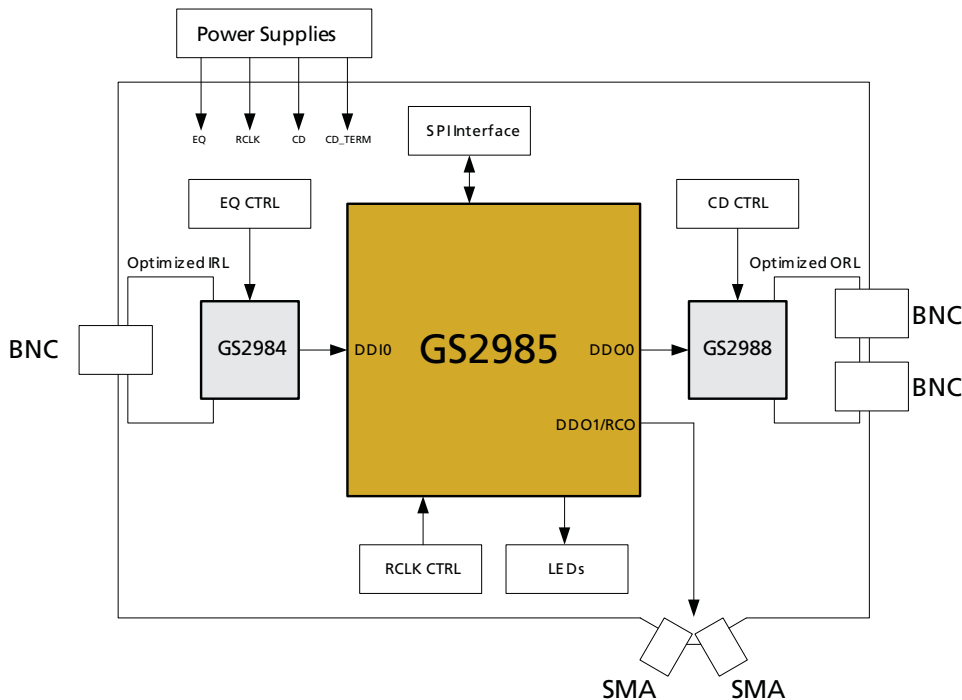 Power Supplies
EQ
RCLK
CD
CD_TERM
SPI Interface
EQ CTRL
CD CTRL
Optimized IRL
Optimized ORL
BNC
GS2984
DDI0
GS2985
DDO0
GS2988
BNC
BNC
DDO1/RCO
RCLK CTRL
LEDs
SMA
SMA